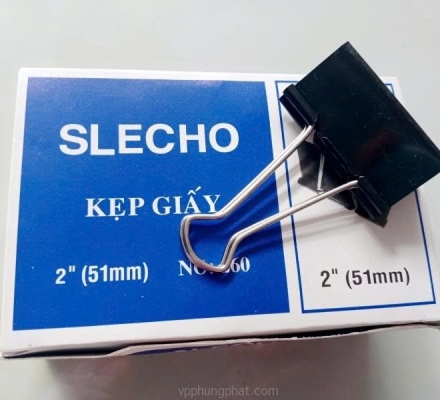 SLECHO
KẸP GIẤY
2" (51mm)
2" (51mm)
vpphungphat.com